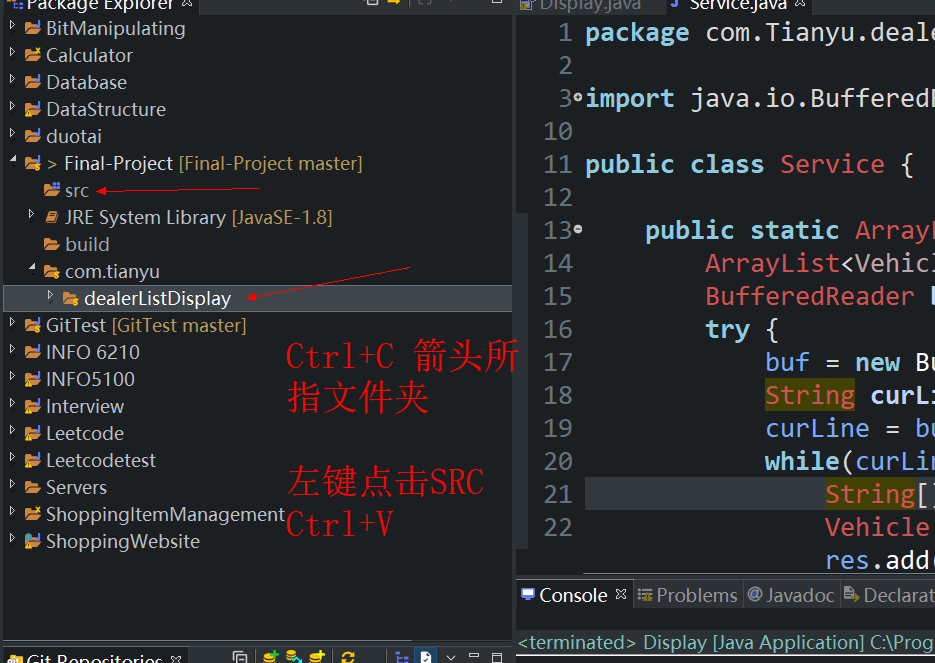 Package Explorer
BitManipulating
Calculator
Database
DataStructure
duotai
> Final-Project [Final-Project master]
src
JRE System Library [JavaSE-1.8]
build
com.tianyu
dealerListDisplay
GitTest [GitTest master]
INFO 6210
INFO5100
Interview
Leetcode
Leetcodetest
Servers
ShoppingItemManagement
ShoppingWebsite
Ctrl+C 箭头所
指文件夹
左键点击SRC
Ctrl+V
Git Repositories
Display.java Service.java
1 package com.Tianyu.deale
2
3 import java.io.Buffered
10
11 public class Service {
12
13 public static Array
14 ArrayList<Vehic
15 BufferedReader
16 try {
17 buf = new Bu
18 String curLi
19 curLine = bu
20 while(curLin
21 String[]
22 Vehicle
res.add(
Console Problems @ Javadoc Declarat
<terminated> Display [Java Application] C:\Prog